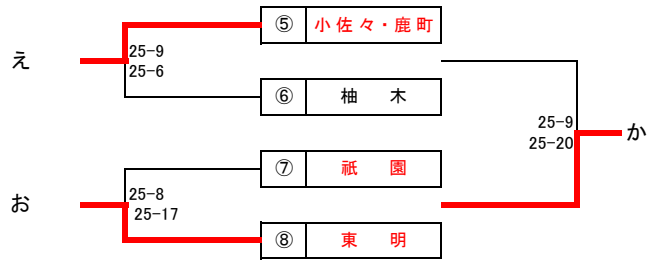 ⑤ 小佐々・鹿町
え
25-9
25-6
⑥ 柚 木
25-9
25-20
か
⑦ 祇 園
お
25-8
25-17
⑧ 東 明